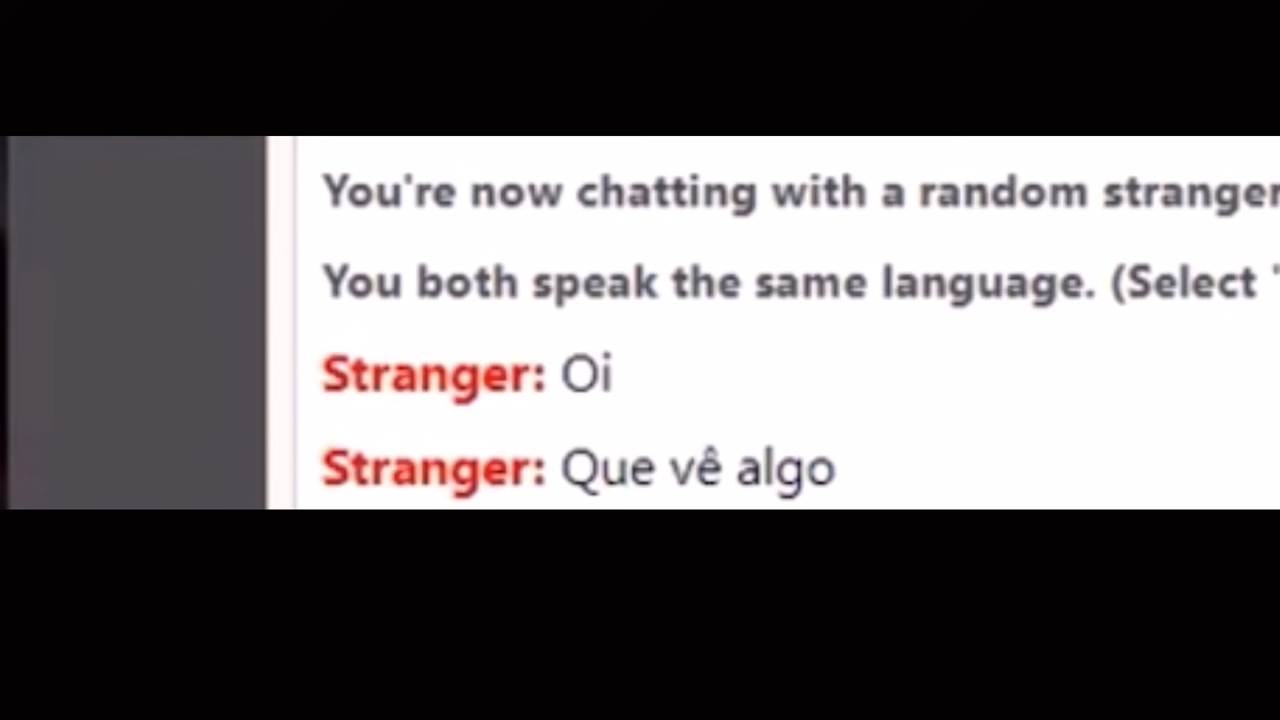 You're now chatting with a random stranger
You both speak the same language. (Select
Stranger: Oi
Stranger: Que vê algo